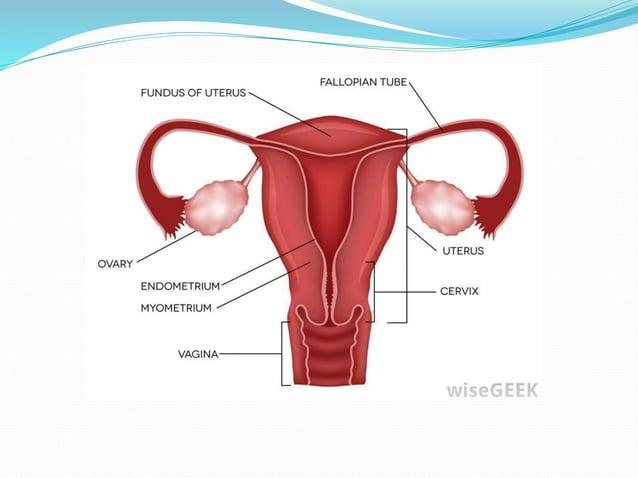 FALLOPIAN TUBE
FUNDUS OF UTERUS
UTERUS
OVARY
ENDOMETRIUM
CERVIX
MYOMETRIUM
VAGINA
wiseGEEK